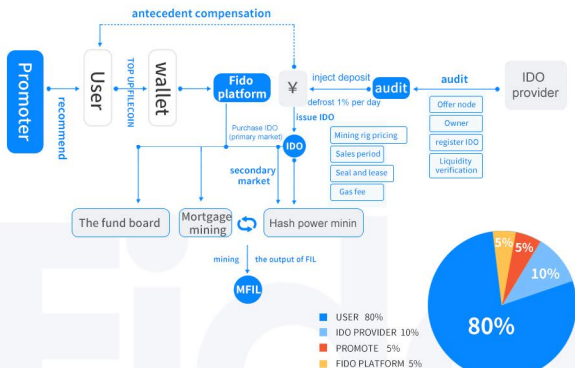 antecedent compensation
Promoter
recommend
User
TOP UP/FILECOIN
wallet
Fido
platform
¥
inject deposit
defrost 1% per day
audit
audit
IDO
provider
Offer node
Owner
register IDO
Liquidity
verification
issue IDO
Purchase IDO
(primary market)
IDO
Mining rig pricing
Sales period
Seal and lease
Gas fee
secondary
market
The fund board
Mortgage
mining
Hash power minin
mining
the output of FIL
MFIL
5%
5%
10%
80%
USER 80%
IDO PROVIDER 10%
PROMOTE 5%
FIDO PLATFORM 5%
Fido